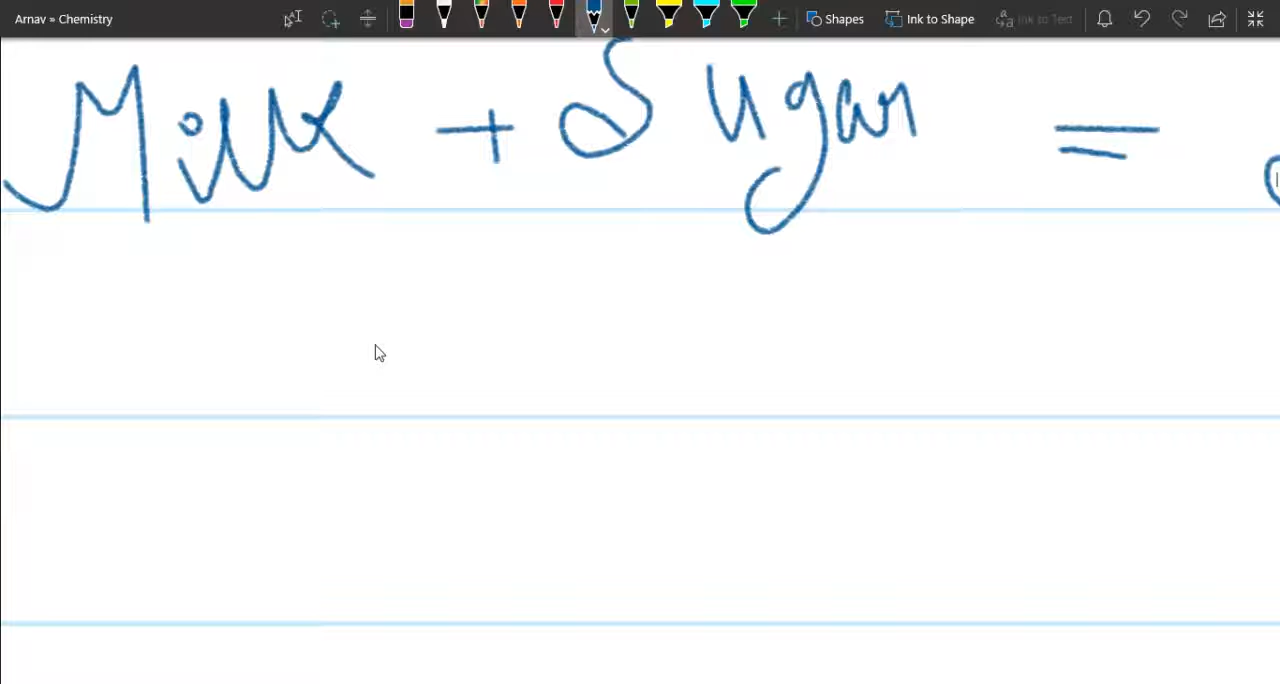 Arnav » Chemistry
Shapes Ink to Shape Ink to Text
Milk + Sugar =